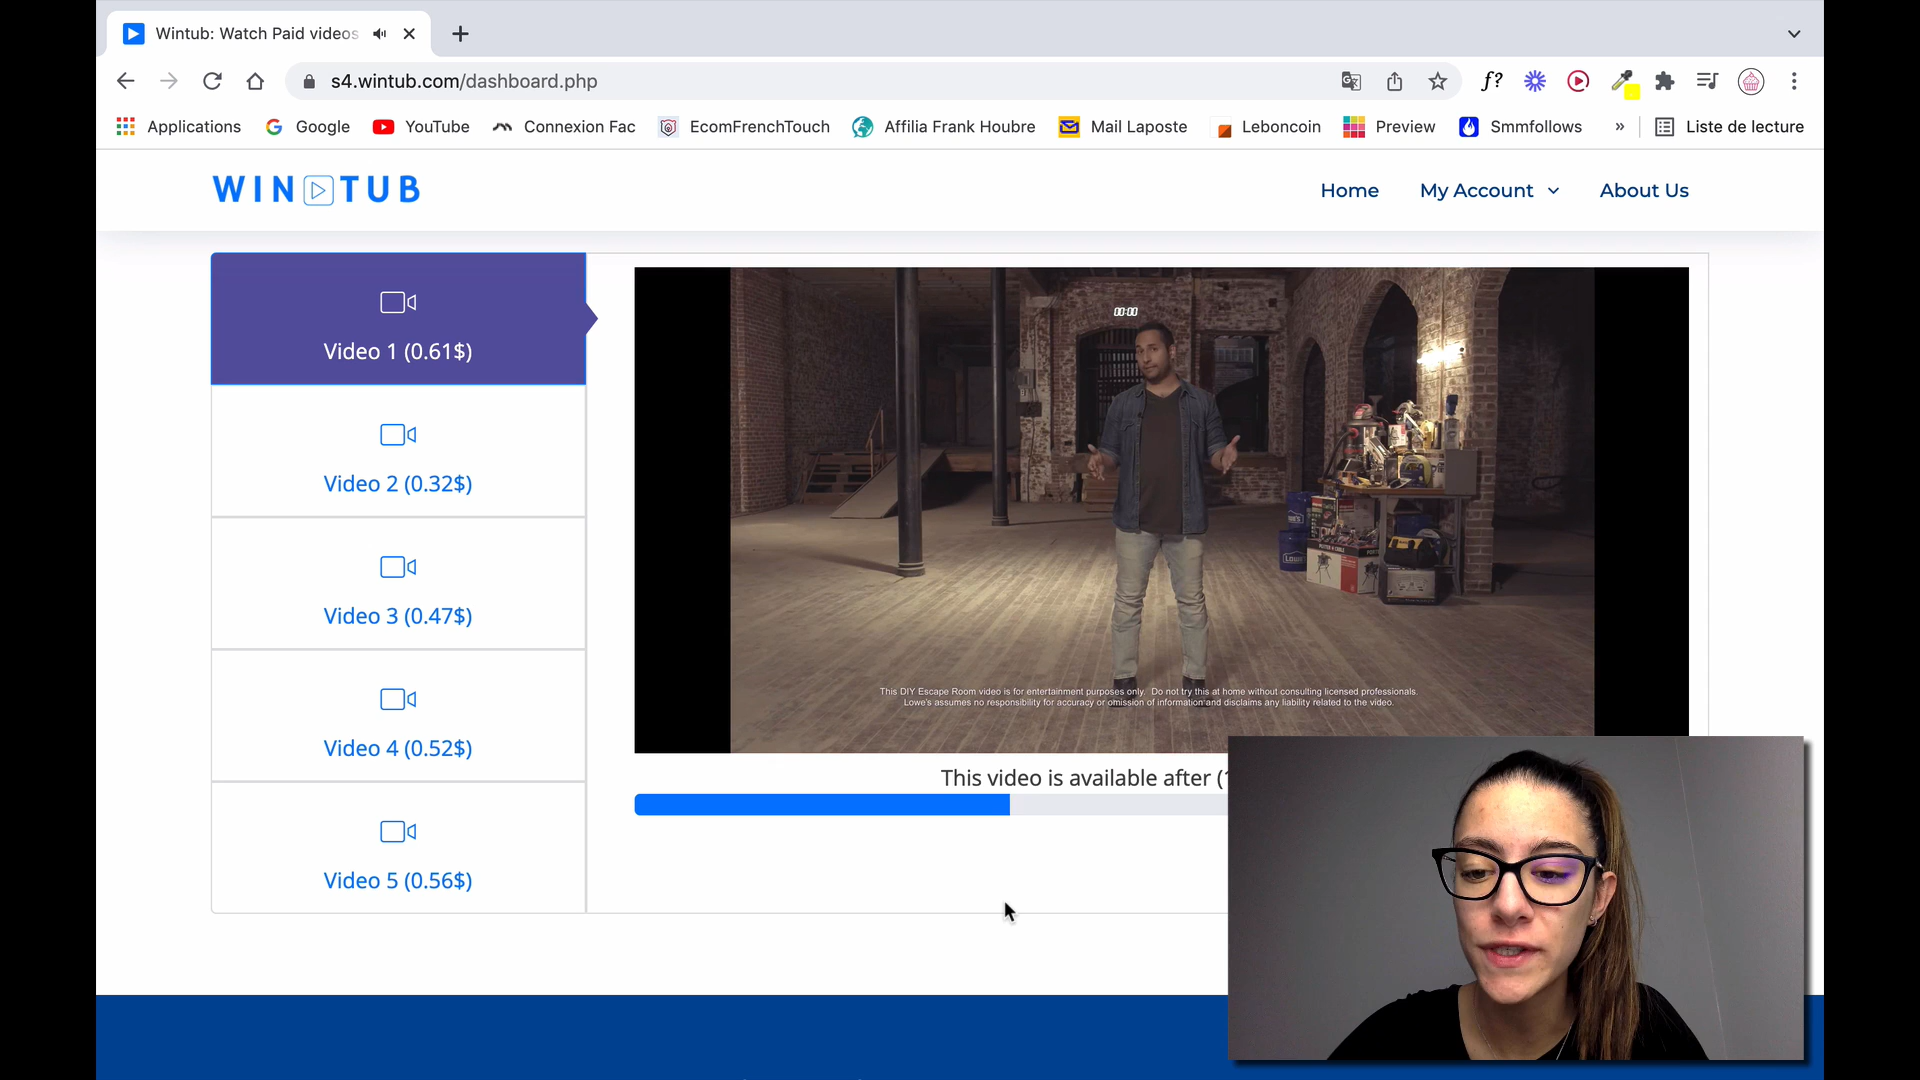 Wintub: Watch Paid videos
s4.wintub.com/dashboard.php
f?
Applications
Google
YouTube
Connexion Fac
EcomFrenchTouch
Affilia Frank Houbre
Mail Laposte
Leboncoin
Preview
Smmfollows
»
Liste de lecture
WIN TUB
Home
My Account
About Us
Video 1 (0.61$)
Video 2 (0.32$)
Video 3 (0.47$)
Video 4 (0.52$)
Video 5 (0.56$)
00:00
LOWE'S
This DIY Escape Room video is for entertainment purposes only. Do not try this at home without consulting licensed professionals.
Lowe's assumes no responsibility for accuracy or omission of information and disclaims any liability related to the video.
This video is available after (